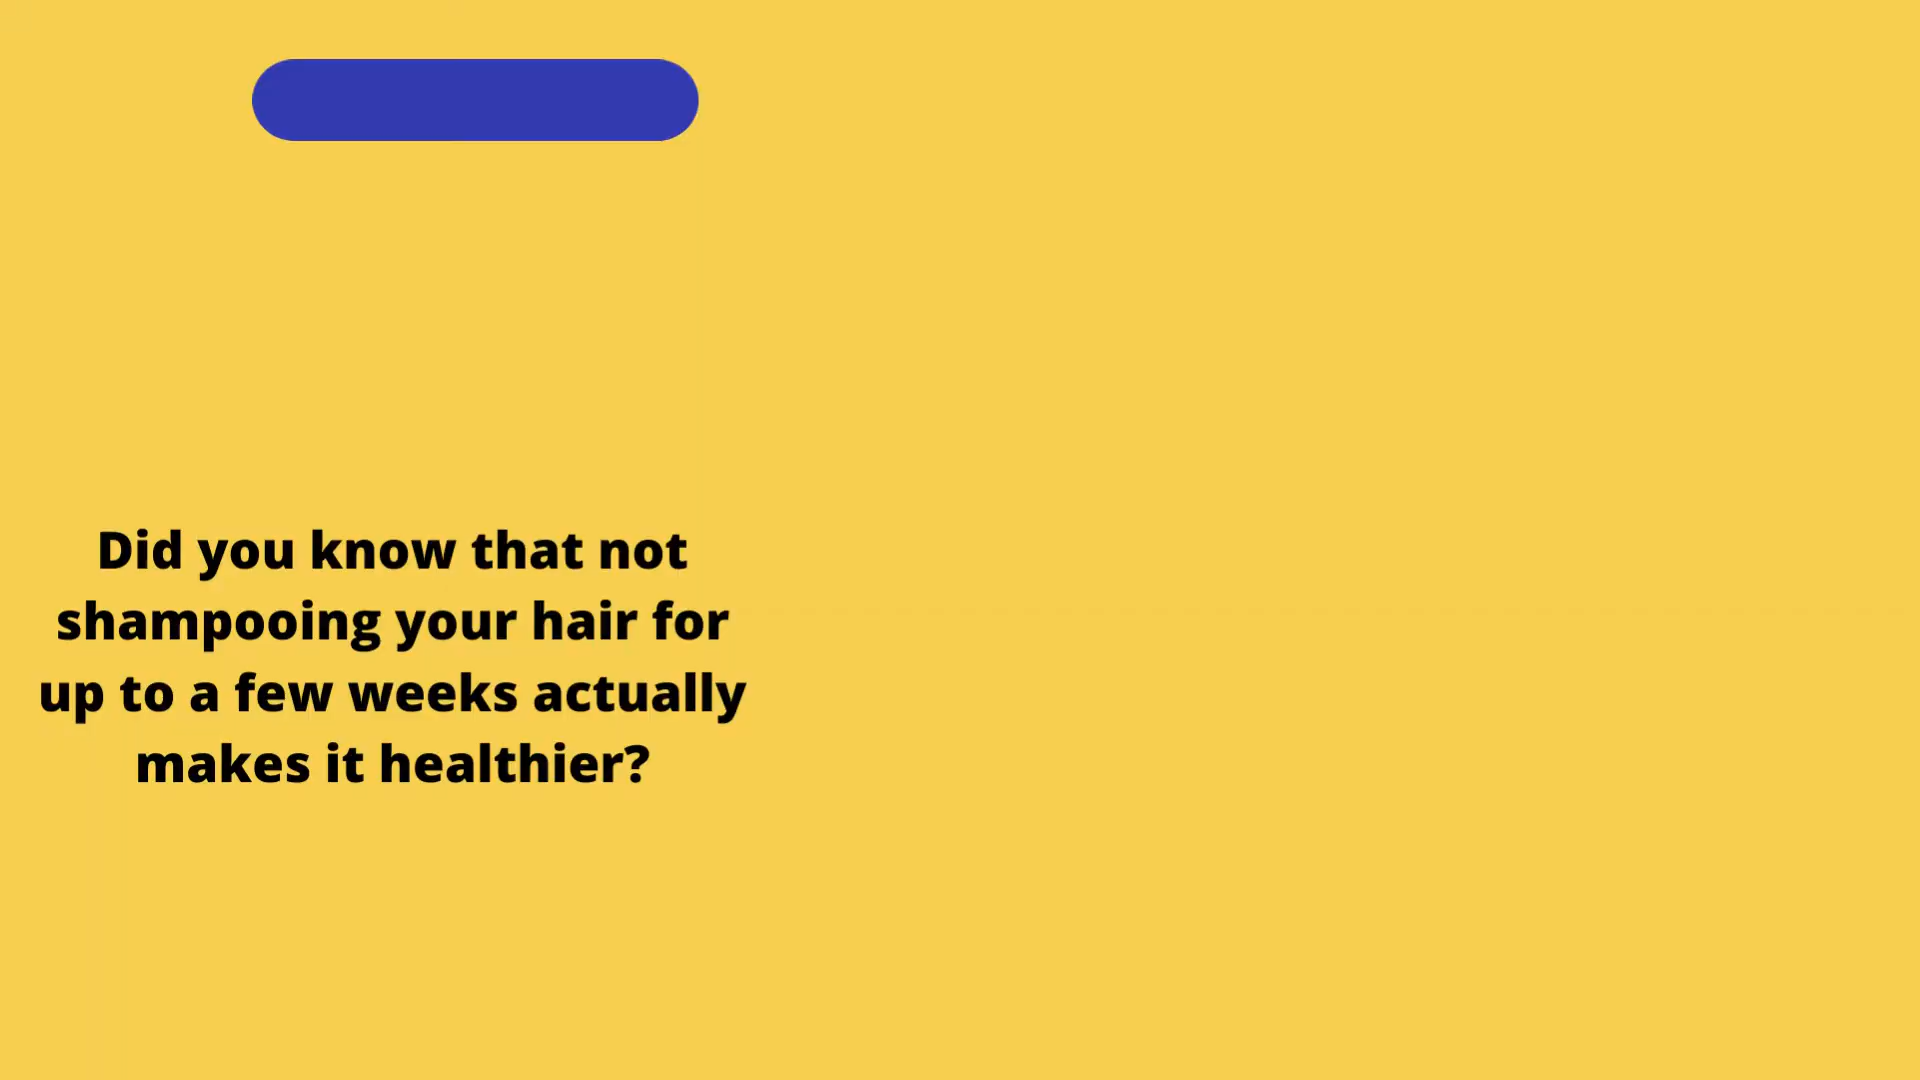 Did you know that not
shampooing your hair for
up to a few weeks actually
makes it healthier?